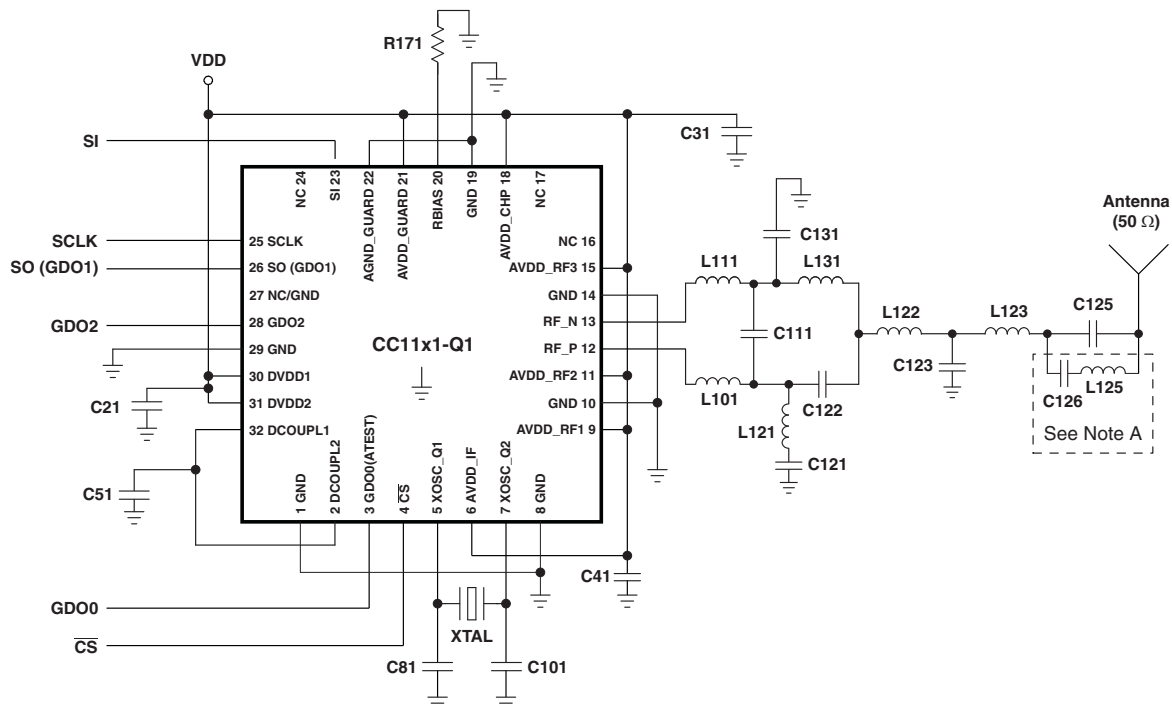 R171
VDD
C31
SI
NC 24
SI 23
AGND_GUARD 22
AVDD_GUARD 21
RBIAS 20
GND 19
AVDD_CHP 18
NC 17
SCLK
SO (GDO1)
GDO2
25 SCLK
26 SO (GDO1)
27 NC/GND
28 GDO2
29 GND
30 DVDD1
31 DVDD2
32 DCOUPL1
CC11x1-Q1
NC 16
AVDD_RF3 15
GND 14
RF_N 13
RF_P 12
AVDD_RF2 11
GND 10
AVDD_RF1 9
1 GND
2 DCOUPL2
3 GDO0(ATEST)
4 CS
5 XOSC_Q1
6 AVDD_IF
7 XOSC_Q2
8 GND
C21
C51
GDO0
CS
XTAL
C81
C101
C41
C131
L111
L131
C111
L101
C122
L121
C121
L122
L123
C123
C125
Antenna
(50 Ω)
C126
L125
See Note A